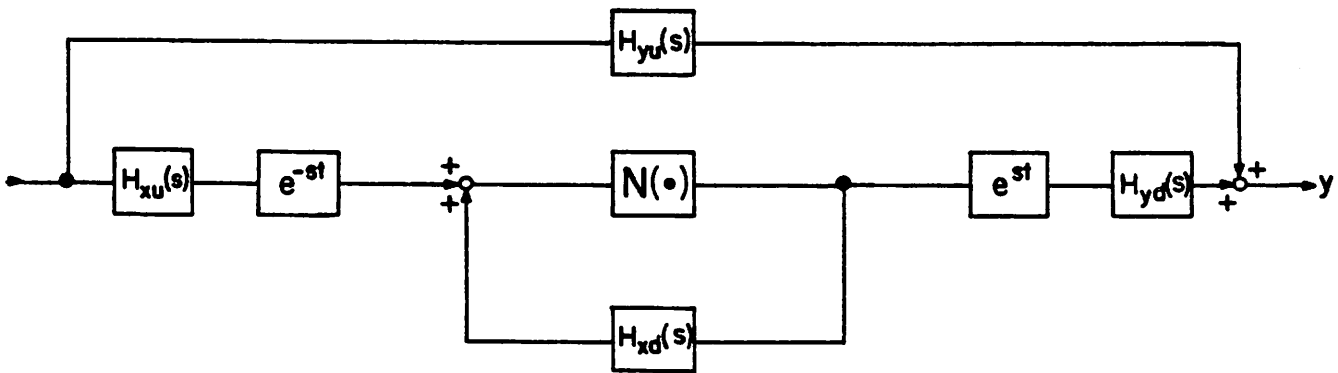 H_yu(s)
H_xu(s) e^-st + + N(•) e^st H_yd(s) + + y
H_xd(s)